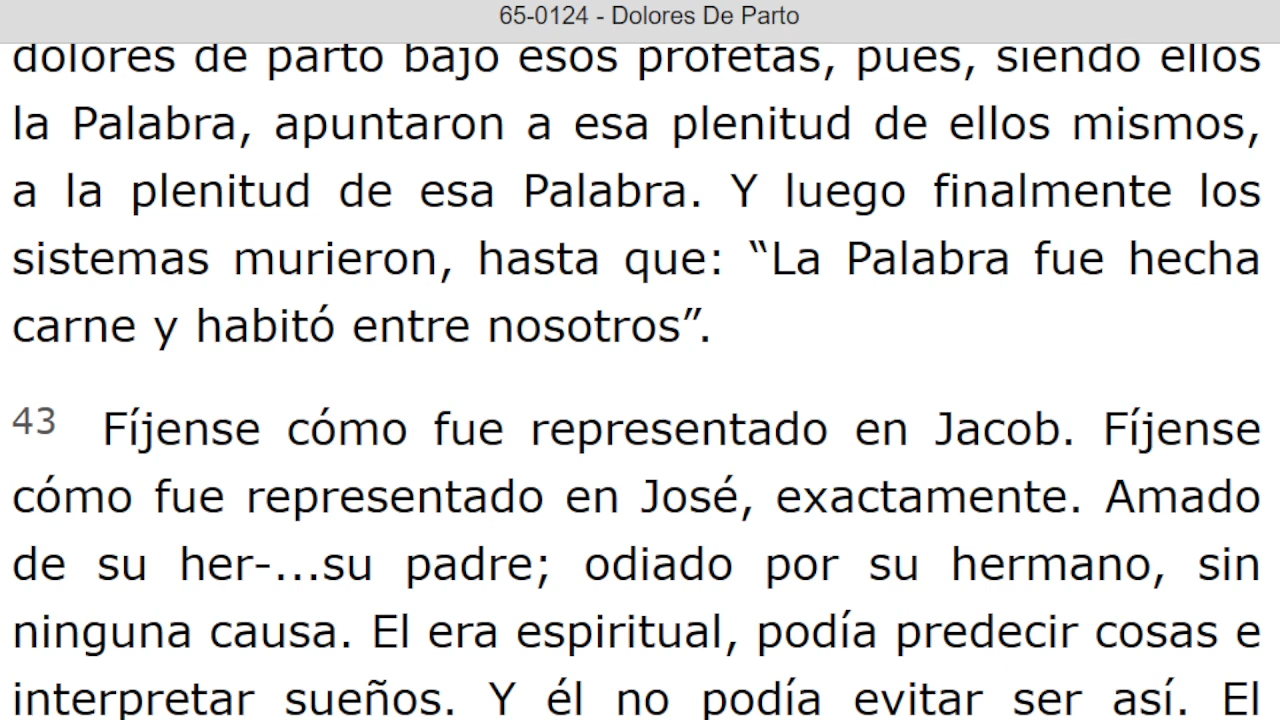 65-0124 - Dolores De Parto
dolores de parto bajo esos profetas, pues, siendo ellos
la Palabra, apuntaron a esa plenitud de ellos mismos,
a la plenitud de esa Palabra. Y luego finalmente los
sistemas murieron, hasta que: “La Palabra fue hecha
carne y habitó entre nosotros”.
43 Fíjense cómo fue representado en Jacob. Fíjense
cómo fue representado en José, exactamente. Amado
de su her-...su padre; odiado por su hermano, sin
ninguna causa. El era espiritual, podía predecir cosas e
interpretar sueños. Y él no podía evitar ser así. El